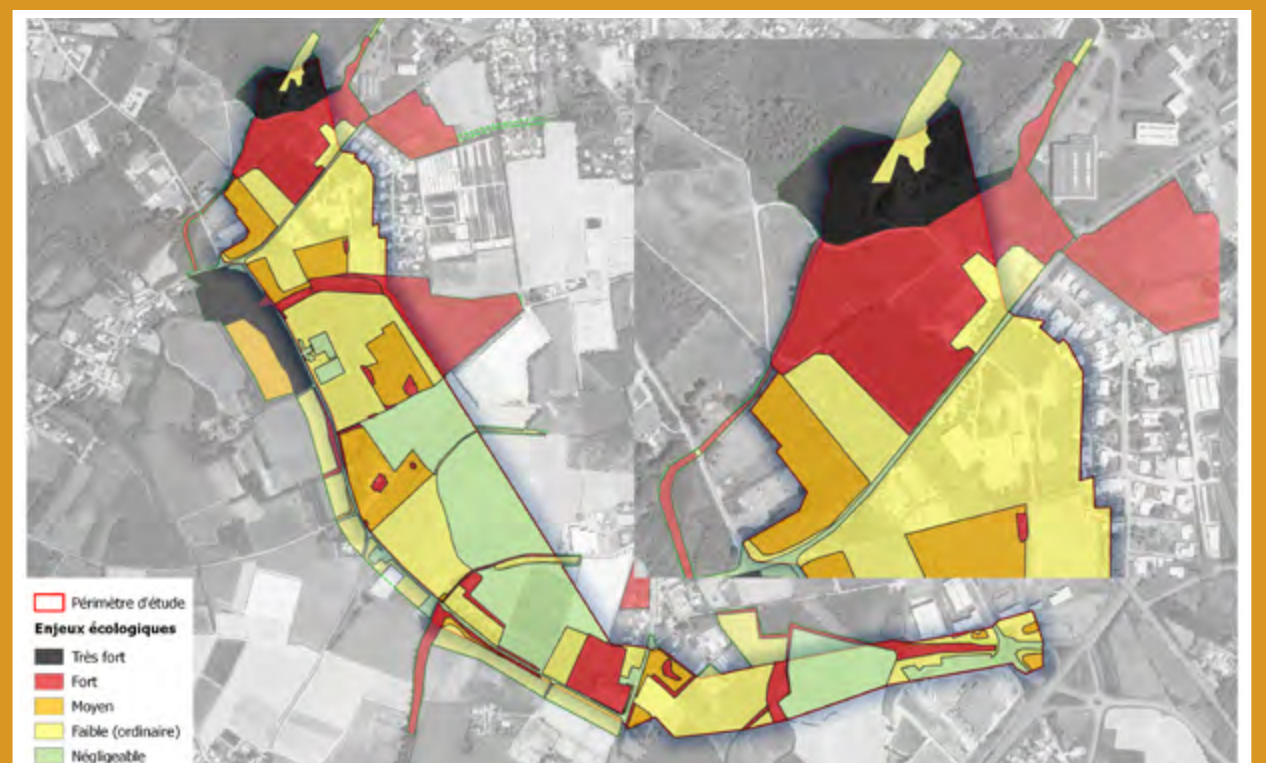 Périmètre d'étude
Enjeux écologiques
Très fort
Fort
Moyen
Faible (ordinaire)
Négligeable